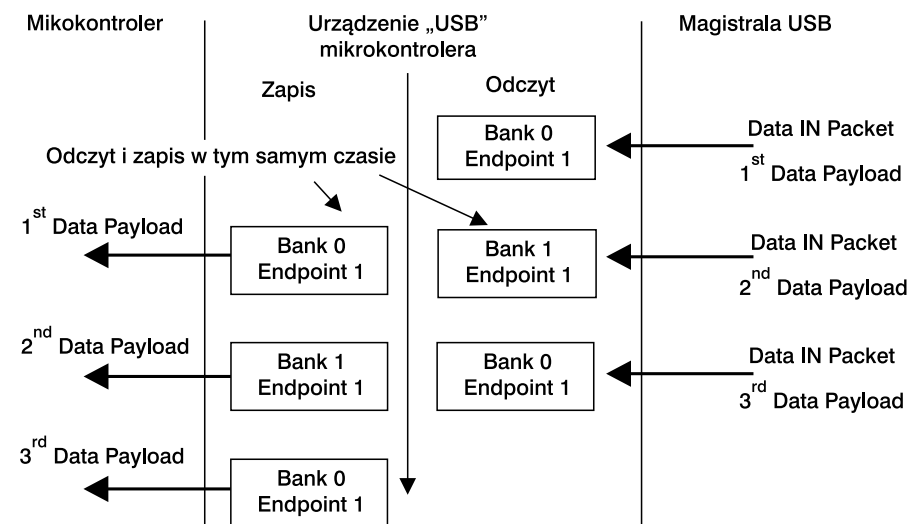 Mikokontroler
Urządzenie „USB”
mikrokontrolera
Magistrala USB
Zapis
Odczyt
Bank 0
Endpoint 1
Data IN Packet
1st Data Payload
Odczyt i zapis w tym samym czasie
1st Data Payload
Bank 0
Endpoint 1
Bank 1
Endpoint 1
Data IN Packet
2nd Data Payload
2nd Data Payload
Bank 1
Endpoint 1
Bank 0
Endpoint 1
Data IN Packet
3rd Data Payload
3rd Data Payload
Bank 0
Endpoint 1